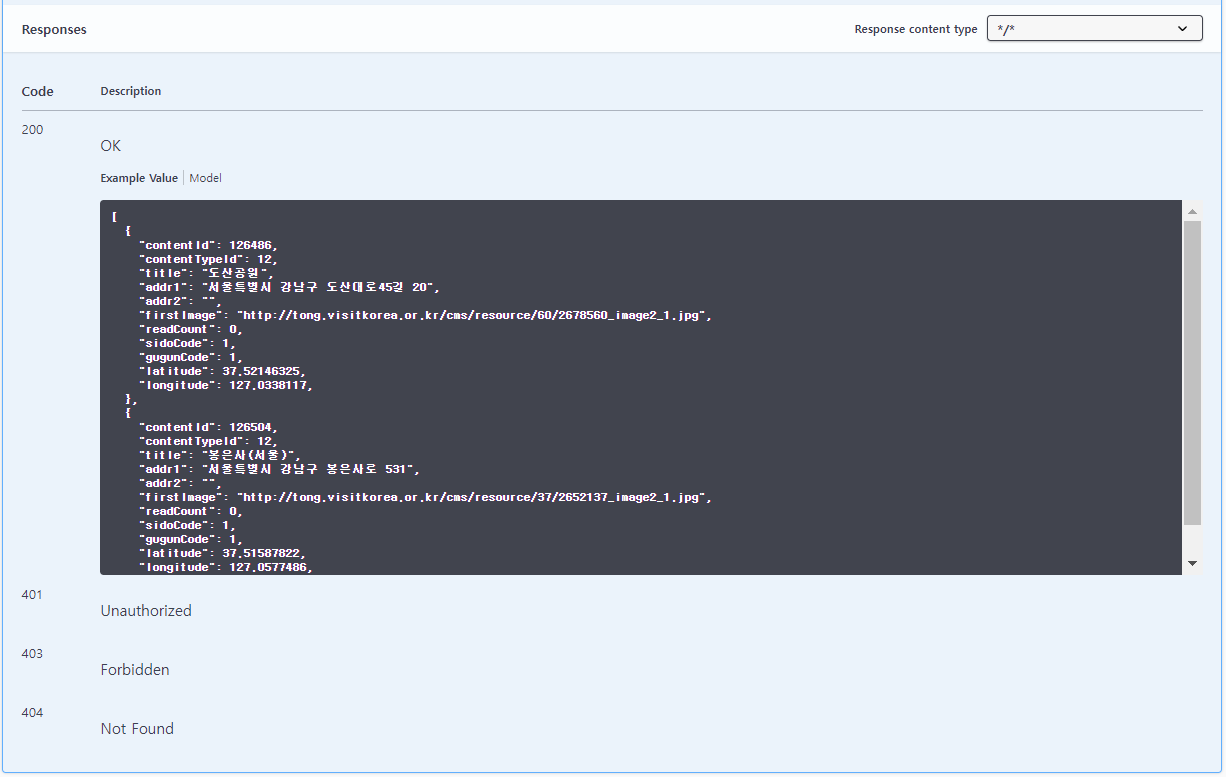 Responses
Response content type */*
Code Description
200
OK
Example Value Model
[
{
"contentId": 126486,
"contentTypeId": 12,
"title": "도산공원",
"addr1": "서울특별시 강남구 도산대로45길 20",
"addr2": "",
"firstImage": "http://tong.visitkorea.or.kr/cms/resource/60/2678560_image2_1.jpg",
"readCount": 0,
"sidoCode": 1,
"gugunCode": 1,
"latitude": 37.52146325,
"longitude": 127.0338117,
},
{
"contentId": 126504,
"contentTypeId": 12,
"title": "봉은사(서울)",
"addr1": "서울특별시 강남구 봉은사로 531",
"addr2": "",
"firstImage": "http://tong.visitkorea.or.kr/cms/resource/37/2652137_image2_1.jpg",
"readCount": 0,
"sidoCode": 1,
"gugunCode": 1,
"latitude": 37.51587822,
"longitude": 127.0577486,
401
Unauthorized
403
Forbidden
404
Not Found